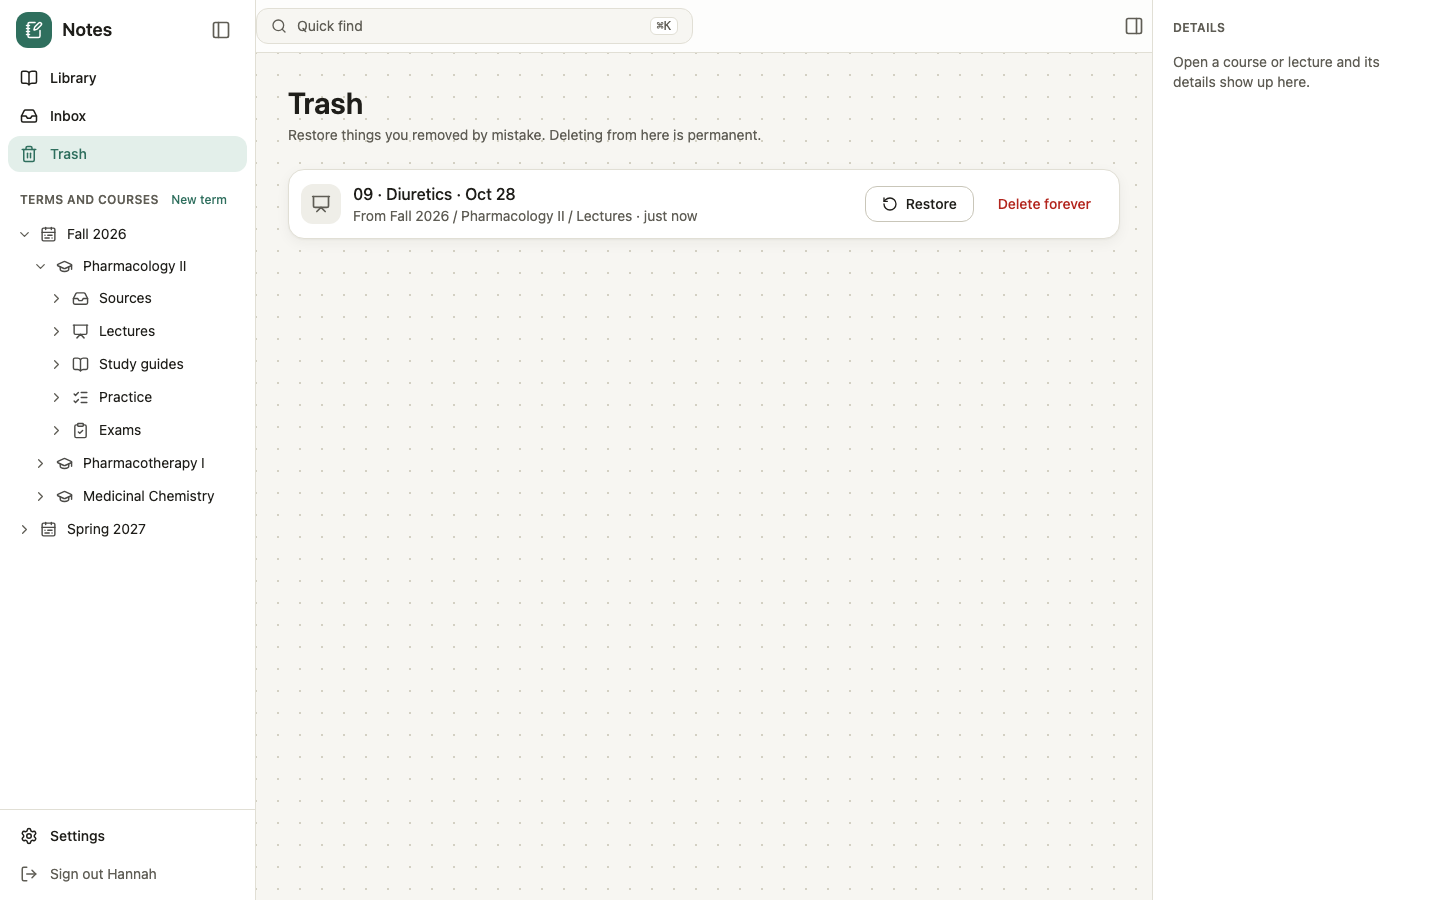 Notes
Library
Inbox
Trash
TERMS AND COURSES New term
Fall 2026
Pharmacology II
Sources
Lectures
Study guides
Practice
Exams
Pharmacotherapy I
Medicinal Chemistry
Spring 2027
Settings
Sign out Hannah
Quick find ⌘K
Trash
Restore things you removed by mistake. Deleting from here is permanent.
09 · Diuretics · Oct 28
From Fall 2026 / Pharmacology II / Lectures · just now
Restore
Delete forever
DETAILS
Open a course or lecture and its
details show up here.